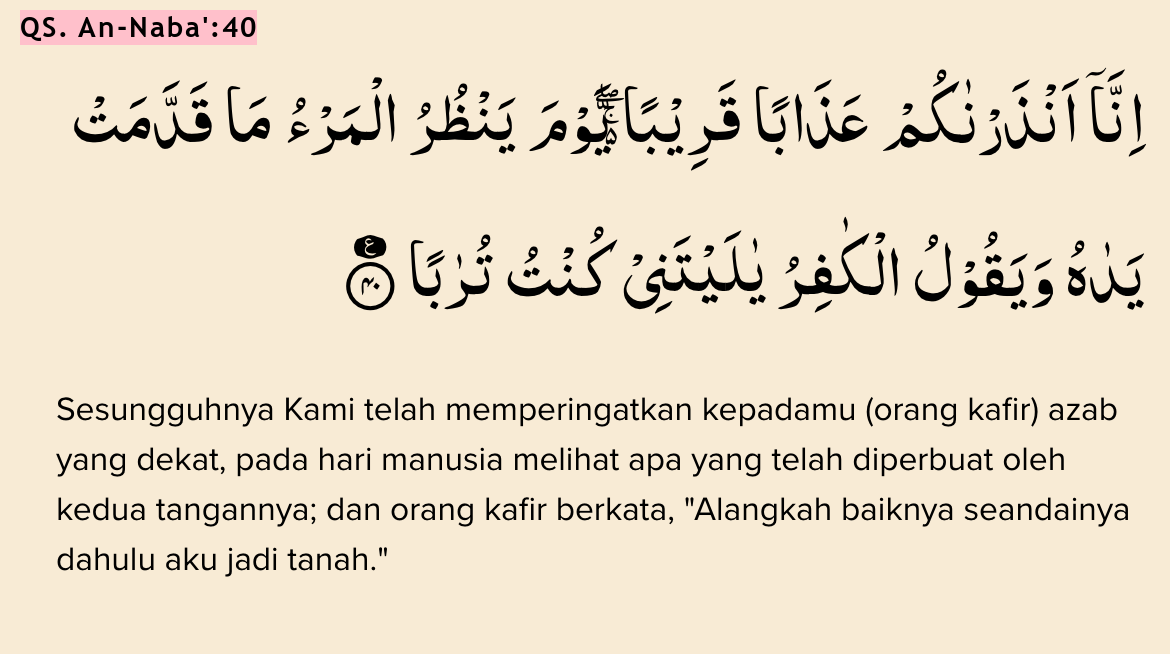 QS. An-Naba':40
اِنَّآ اَنْذَرْنٰكُمْ عَذَابًا قَرِيْبًا ەۙ يَّوْمَ يَنْظُرُ الْمَرْءُ مَا قَدَّمَتْ
يَدٰهُ وَيَقُوْلُ الْكٰفِرُ يٰلَيْتَنِيْ كُنْتُ تُرٰبًا ࣖ ٤٠
Sesungguhnya Kami telah memperingatkan kepadamu (orang kafir) azab
yang dekat, pada hari manusia melihat apa yang telah diperbuat oleh
kedua tangannya; dan orang kafir berkata, "Alangkah baiknya seandainya
dahulu aku jadi tanah."